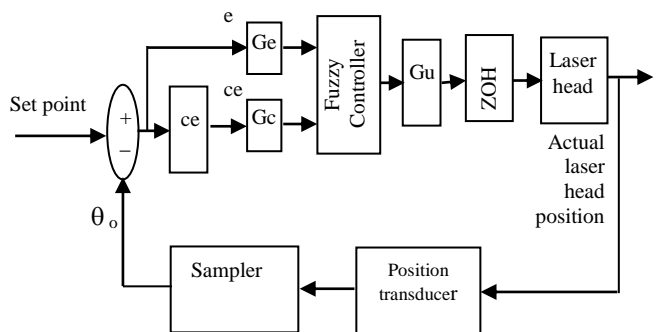 e
Ge
Set point
+
−
ce
ce
Gc
Fuzzy
Controller
Gu
ZOH
Laser
head
Actual
laser
head
position
θo
Sampler
Position
transducer